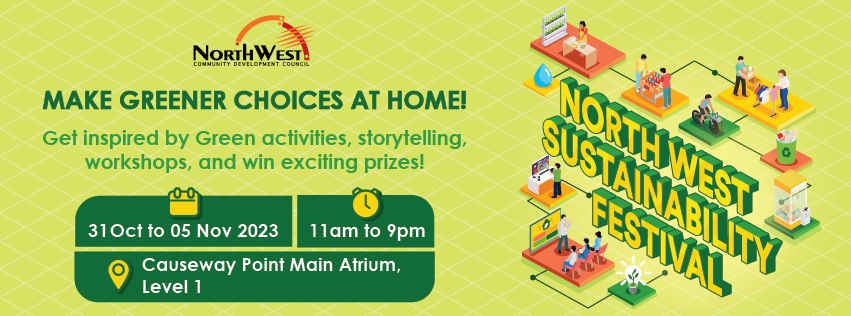 NORTHWEST
COMMUNITY DEVELOPMENT COUNCIL
MAKE GREENER CHOICES AT HOME!
Get inspired by Green activities, storytelling,
workshops, and win exciting prizes!
31Oct to 05 Nov 2023
11am to 9pm
Causeway Point Main Atrium,
Level 1
NORTH WEST
SUSTAINABILITY
FESTIVAL